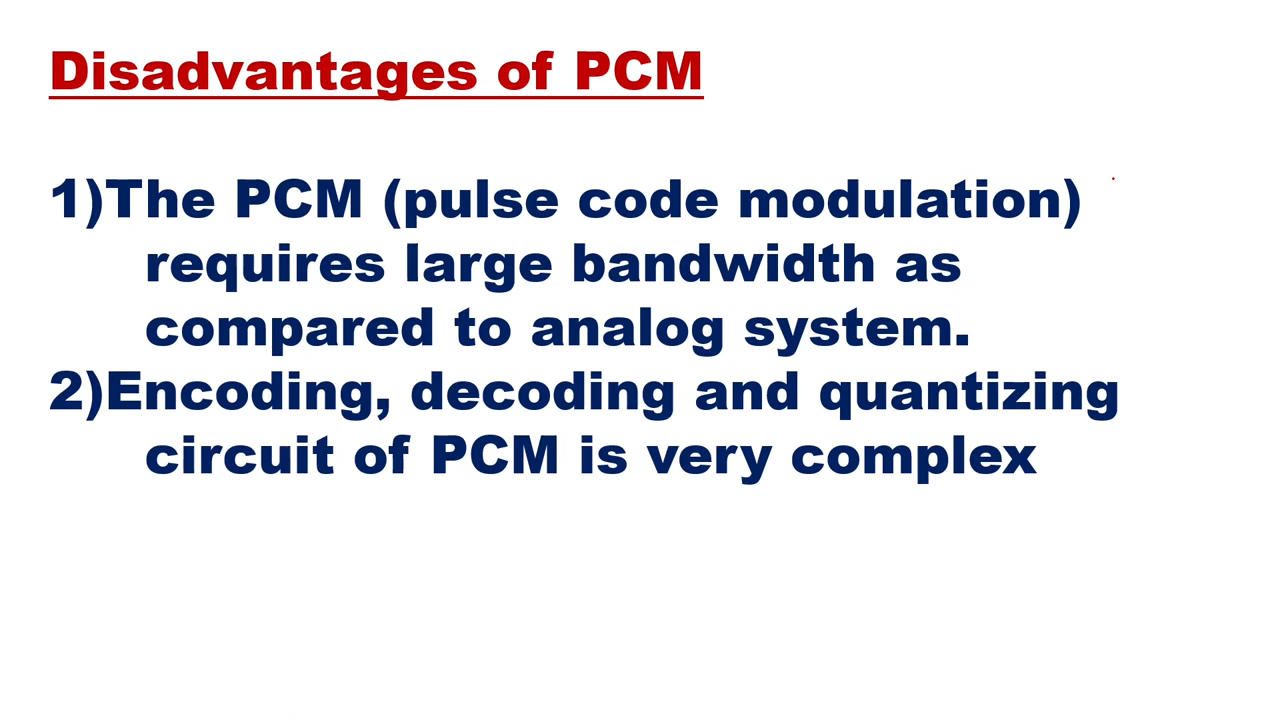 Disadvantages of PCM
1)The PCM (pulse code modulation)
requires large bandwidth as
compared to analog system.
2)Encoding, decoding and quantizing
circuit of PCM is very complex